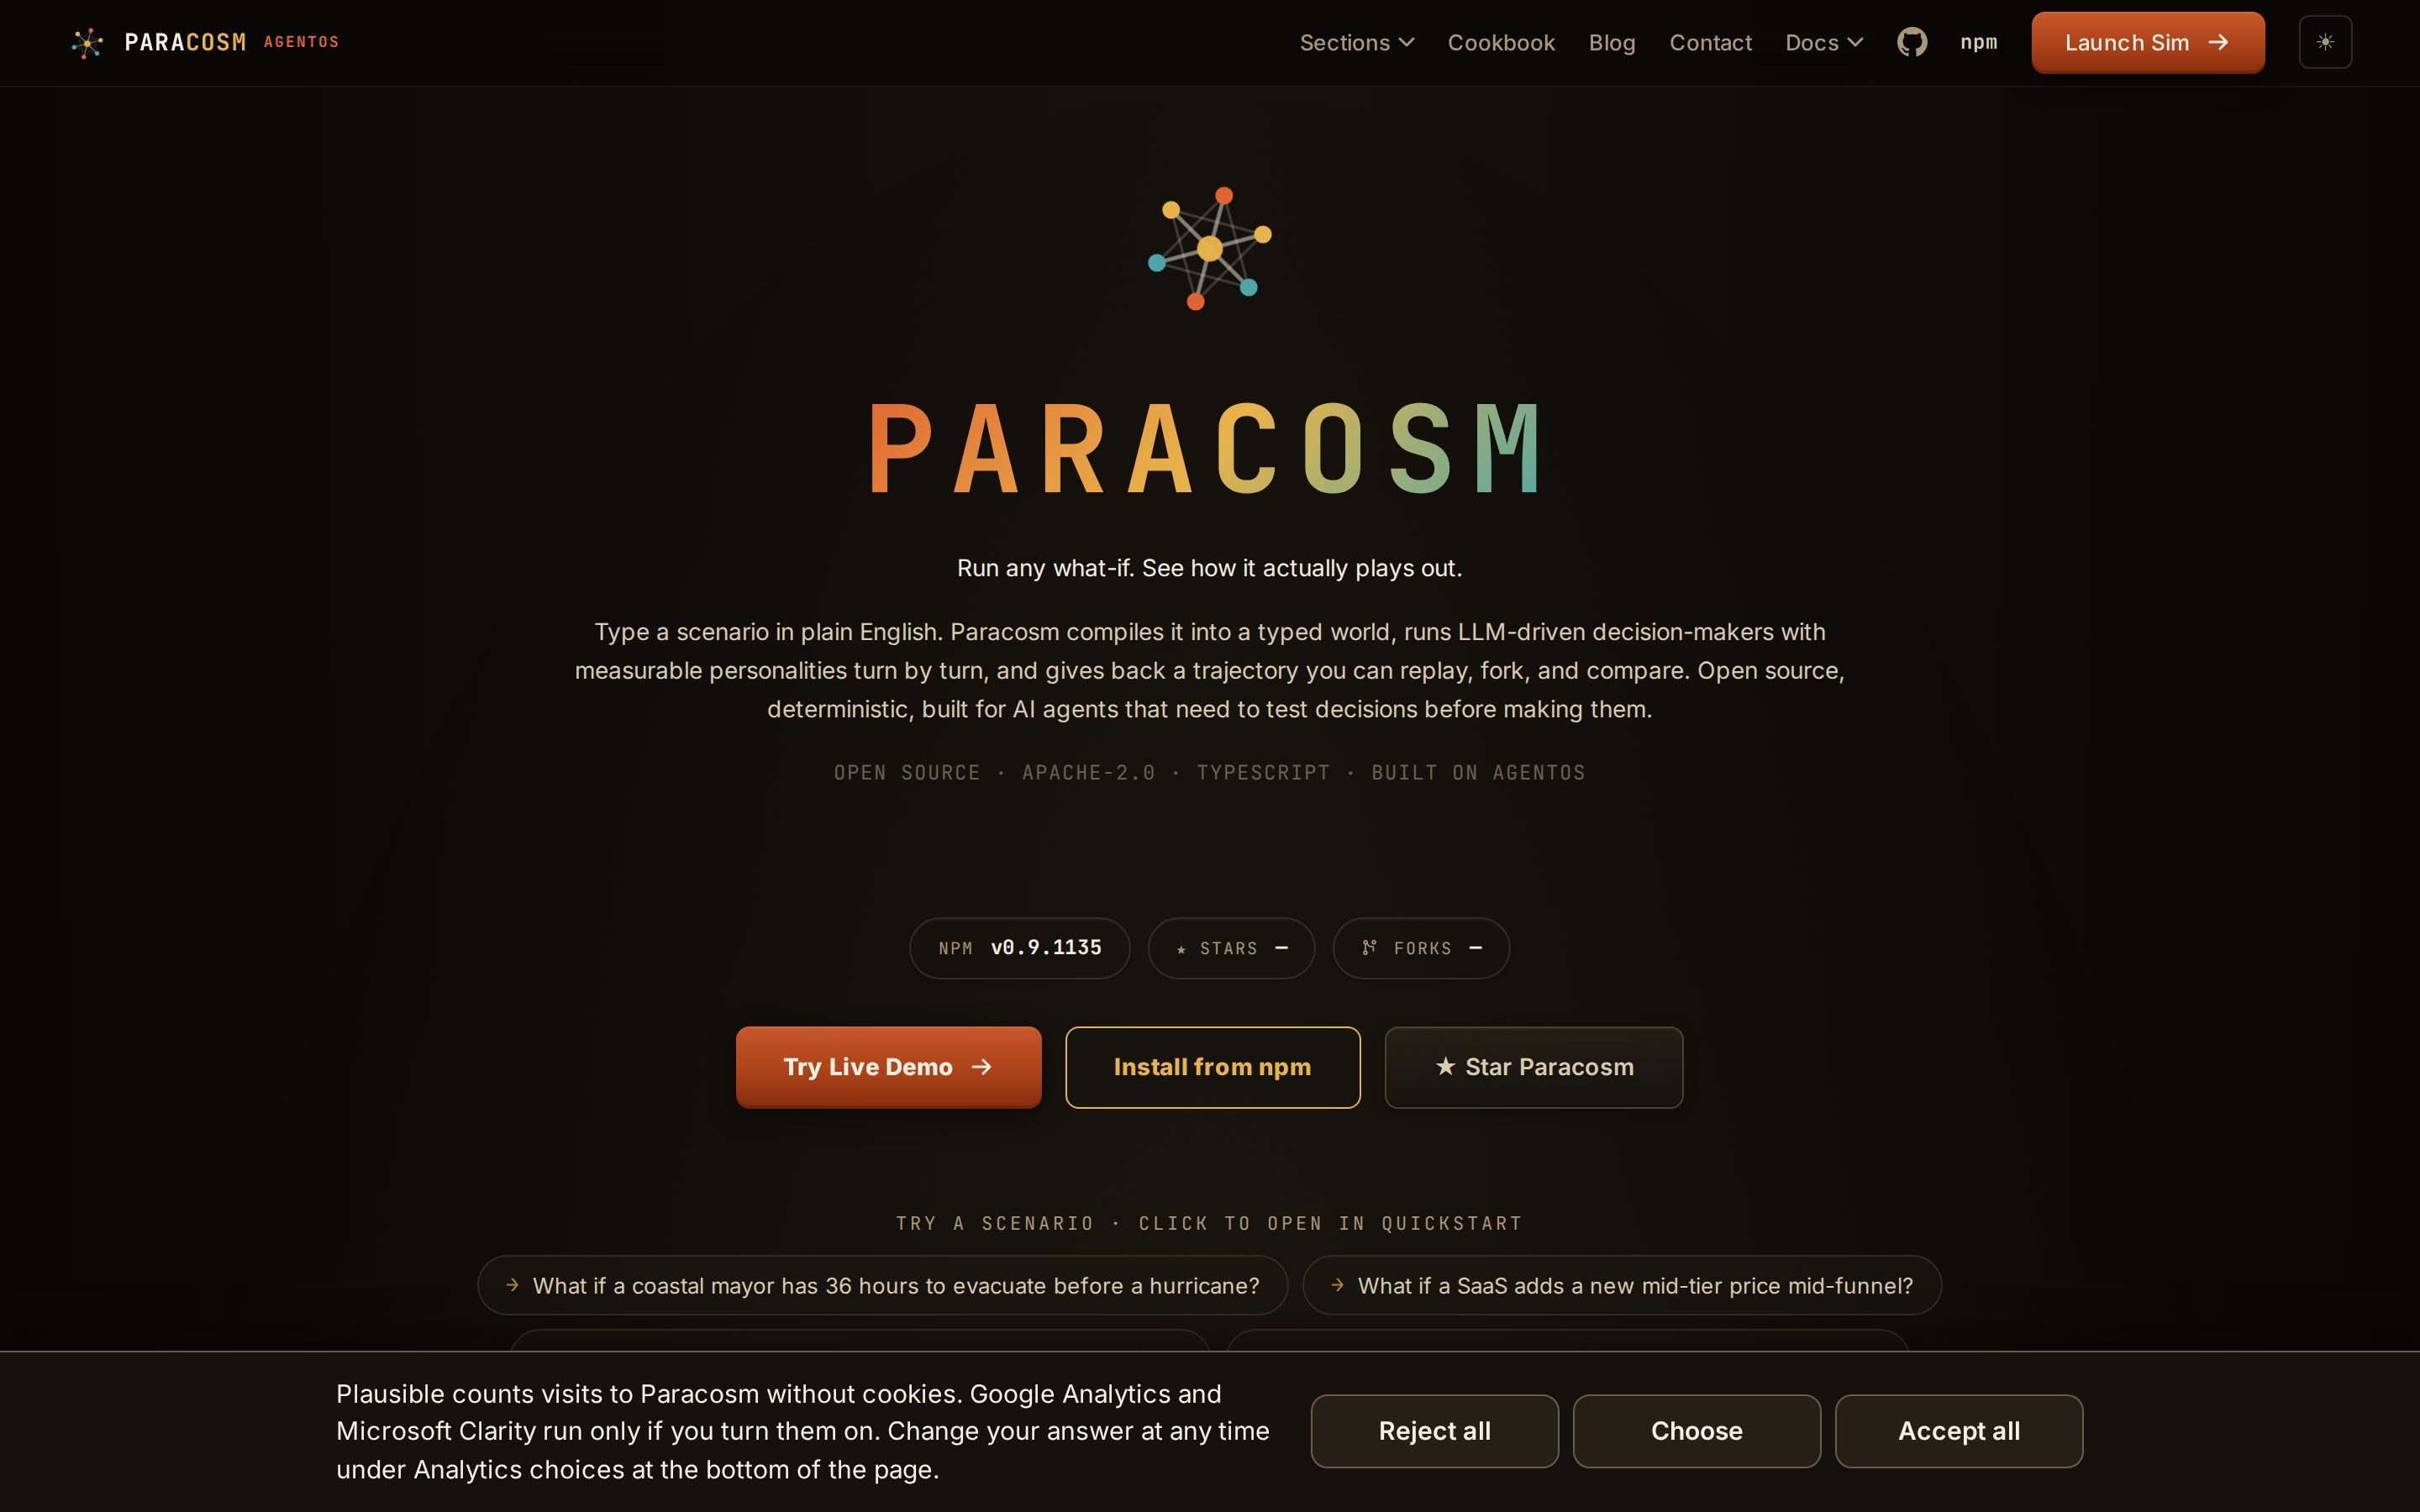 PARACOSM AGENTOS
Sections Cookbook Blog Contact Docs npm Launch Sim →
PARACOSM
Run any what-if. See how it actually plays out.
Type a scenario in plain English. Paracosm compiles it into a typed world, runs LLM-driven decision-makers with
measurable personalities turn by turn, and gives back a trajectory you can replay, fork, and compare. Open source,
deterministic, built for AI agents that need to test decisions before making them.
OPEN SOURCE · APACHE-2.0 · TYPESCRIPT · BUILT ON AGENTOS
NPM v0.9.1135 ★ STARS — FORKS —
Try Live Demo → Install from npm ★ Star Paracosm
TRY A SCENARIO · CLICK TO OPEN IN QUICKSTART
→ What if a coastal mayor has 36 hours to evacuate before a hurricane? → What if a SaaS adds a new mid-tier price mid-funnel?
Plausible counts visits to Paracosm without cookies. Google Analytics and
Microsoft Clarity run only if you turn them on. Change your answer at any time
under Analytics choices at the bottom of the page.
Reject all Choose Accept all